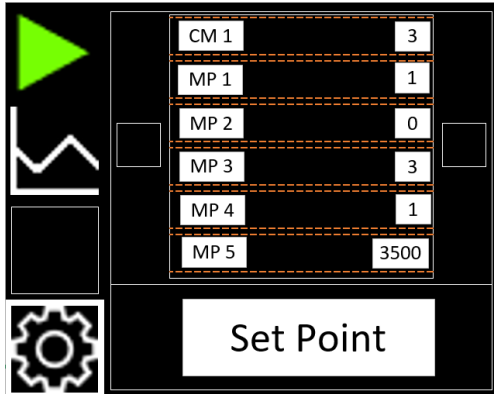 CM 1 3
MP 1 1
MP 2 0
MP 3 3
MP 4 1
MP 5 3500
Set Point